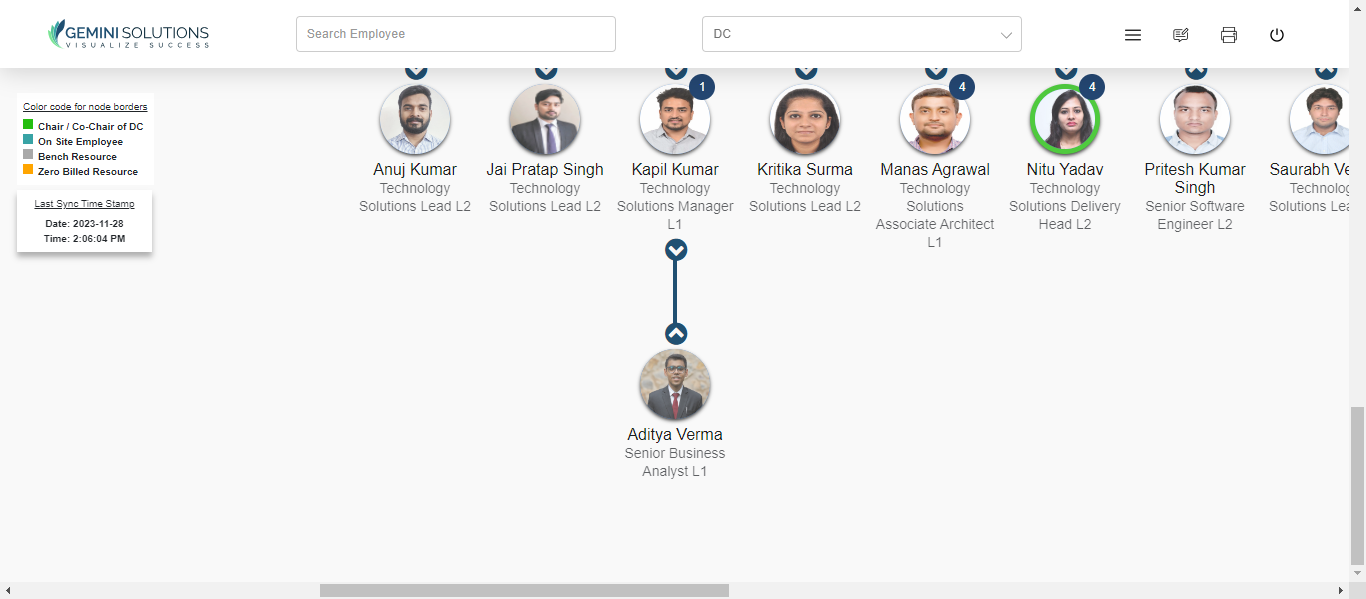 GEMINI SOLUTIONS
VISUALIZE SUCCESS
Search Employee
DC
Color code for node borders
Chair / Co-Chair of DC
On Site Employee
Bench Resource
Zero Billed Resource
Last Sync Time Stamp
Date: 2023-11-28
Time: 2:06:04 PM
Anuj Kumar
Technology
Solutions Lead L2
Jai Pratap Singh
Technology
Solutions Lead L2
1
Kapil Kumar
Technology
Solutions Manager
L1
Kritika Surma
Technology
Solutions Lead L2
4
Manas Agrawal
Technology
Solutions
Associate Architect
L1
4
Nitu Yadav
Technology
Solutions Delivery
Head L2
Pritesh Kumar
Singh
Senior Software
Engineer L2
Saurabh Ve
Technolog
Solutions Lea
Aditya Verma
Senior Business
Analyst L1